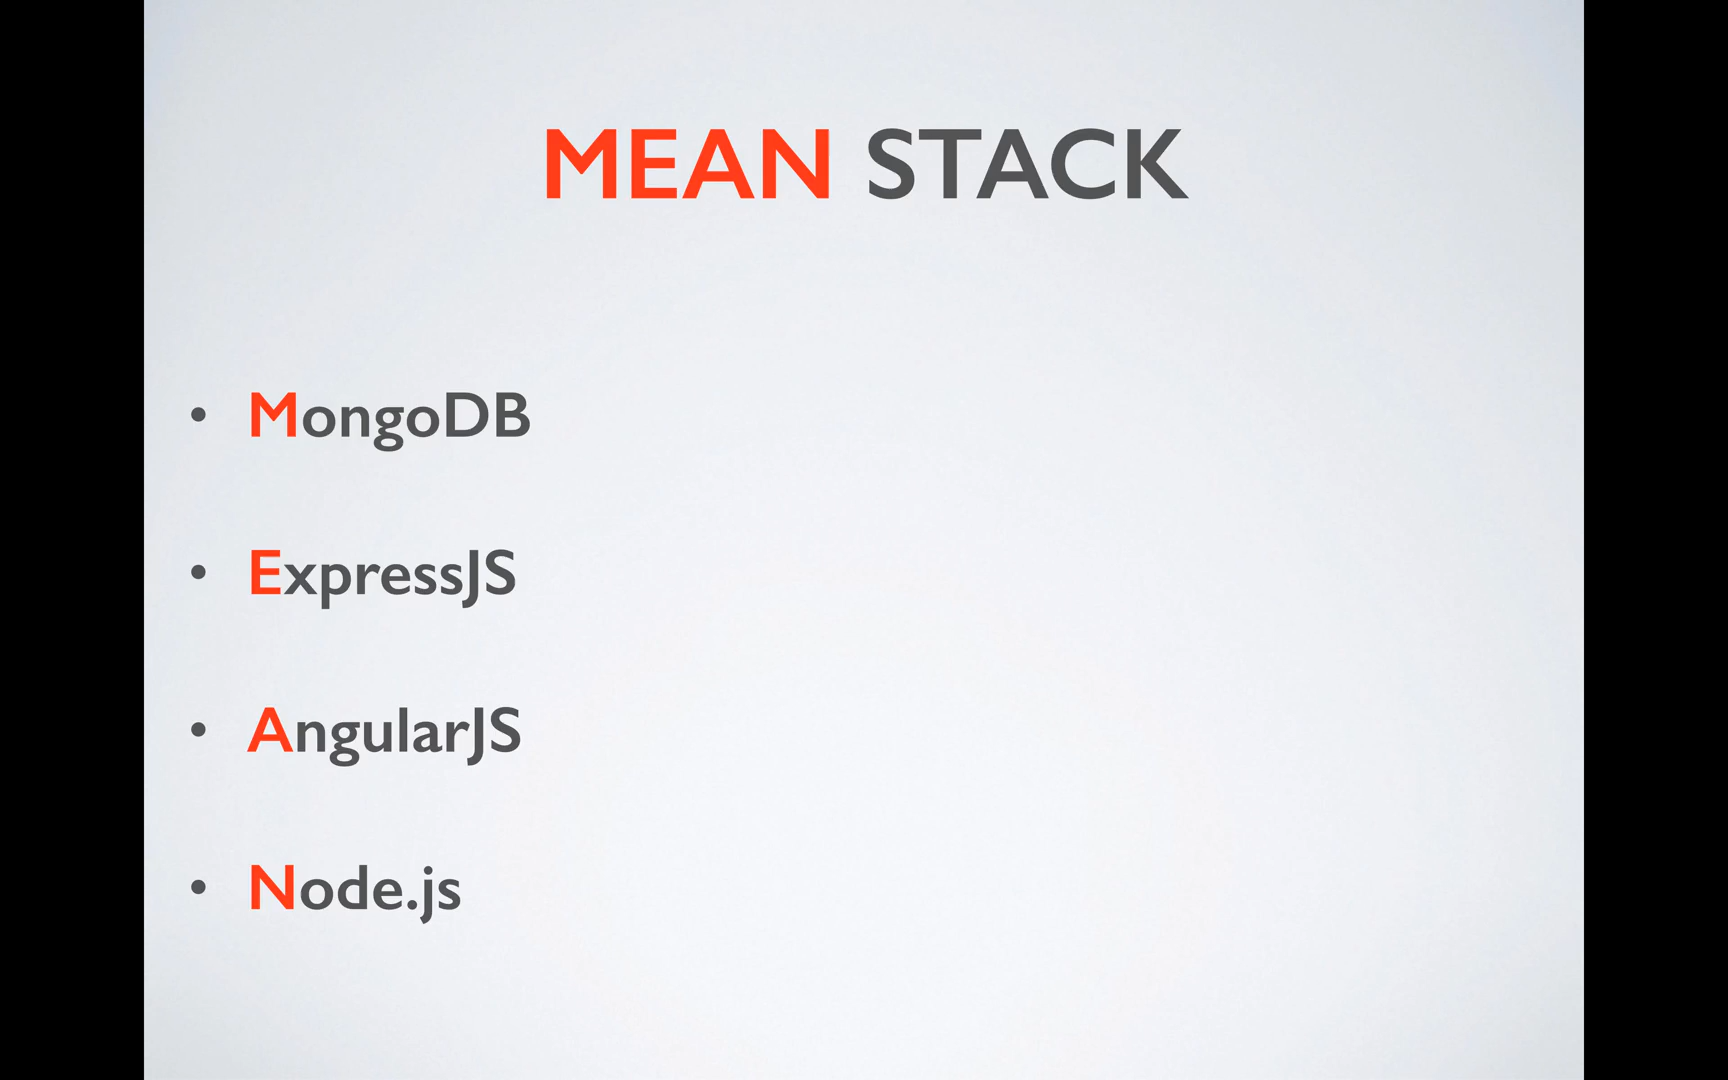 MEAN STACK
• MongoDB
• ExpressJS
• AngularJS
• Node.js